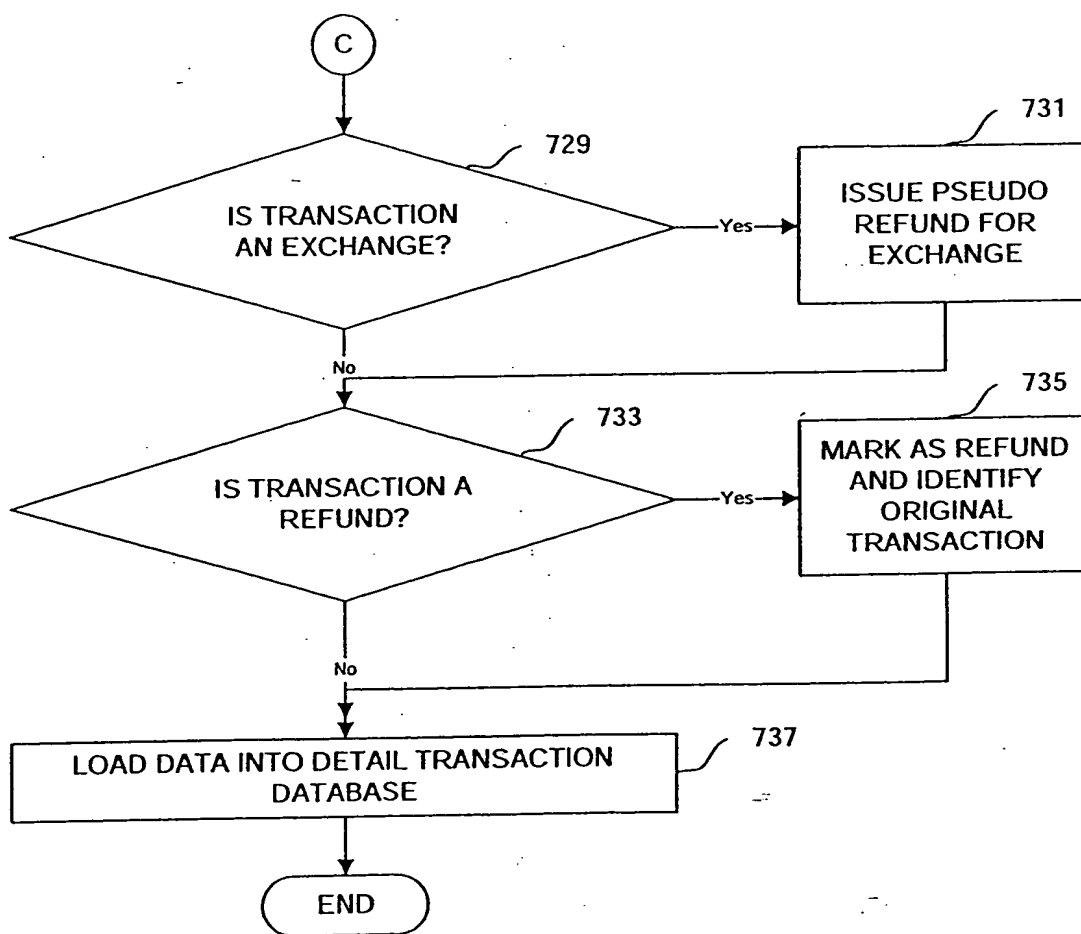 C
729
IS TRANSACTION
AN EXCHANGE?
Yes
731
ISSUE PSEUDO
REFUND FOR
EXCHANGE
No
733
IS TRANSACTION A
REFUND?
Yes
735
MARK AS REFUND
AND IDENTIFY
ORIGINAL
TRANSACTION
No
737
LOAD DATA INTO DETAIL TRANSACTION
DATABASE
END